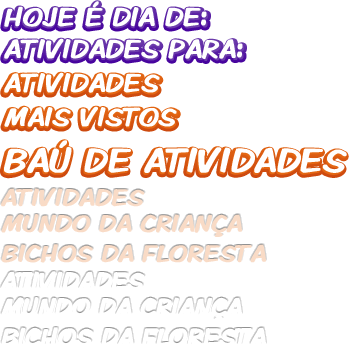 HOJE É DIA DE:
ATIVIDADES PARA:
ATIVIDADES
MAIS VISTOS
BAÚ DE ATIVIDADES
ATIVIDADES
MUNDO DA CRIANÇA
BICHOS DA FLORESTA
ATIVIDADES
MUNDO DA CRIANÇA
BICHOS DA FLORESTA